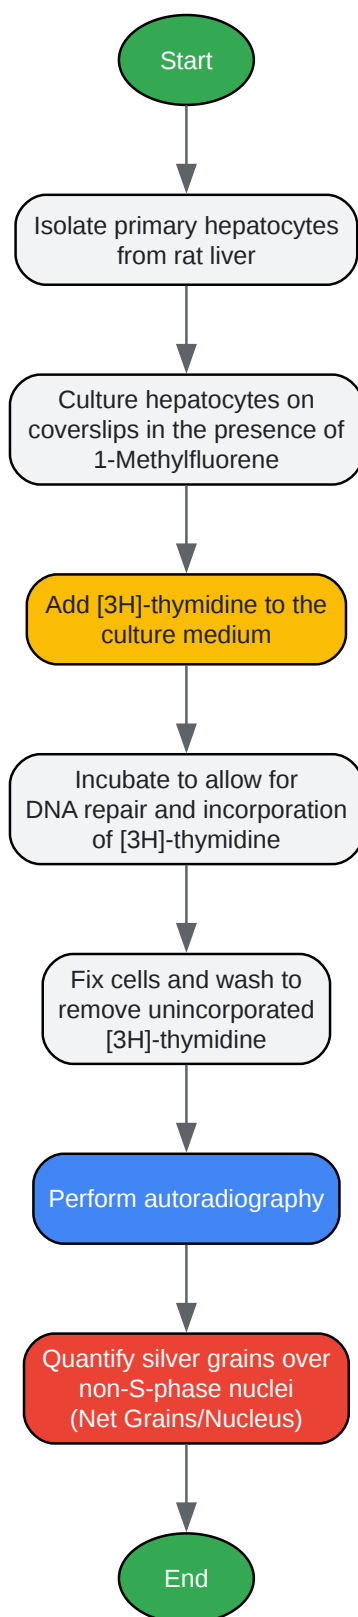 Start
Isolate primary hepatocytes
from rat liver
Culture hepatocytes on
coverslips in the presence of
1-Methylfluorene
Add [3H]-thymidine to the
culture medium
Incubate to allow for
DNA repair and incorporation
of [3H]-thymidine
Fix cells and wash to
remove unincorporated
[3H]-thymidine
Perform autoradiography
Quantify silver grains over
non-S-phase nuclei
(Net Grains/Nucleus)
End